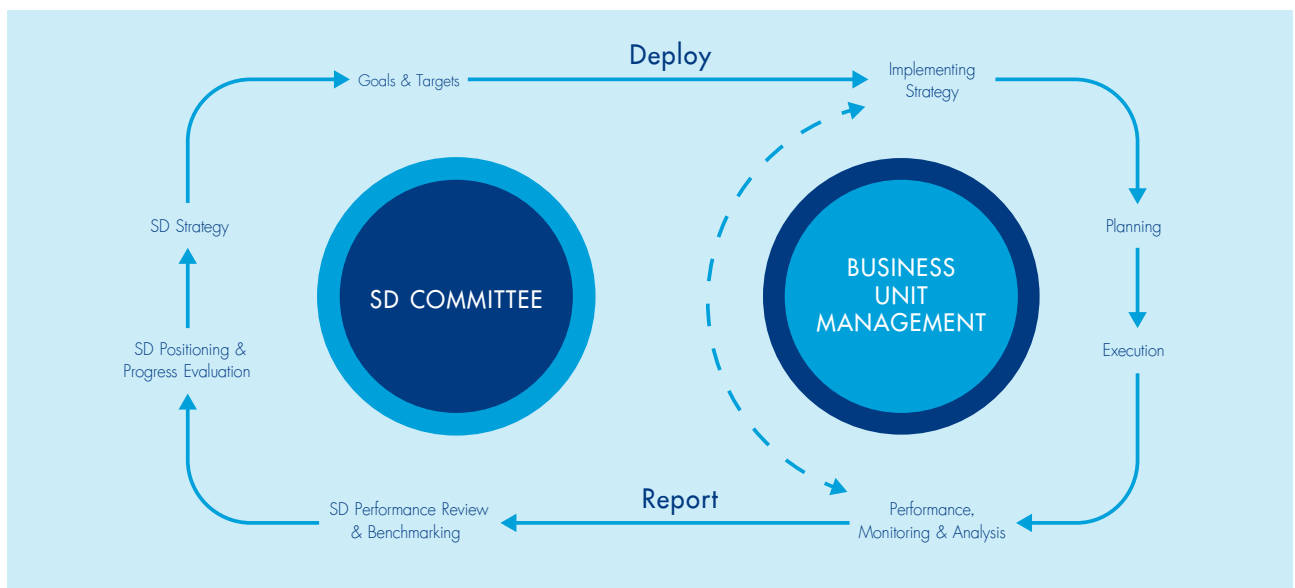 Deploy
Goals & Targets
Implementing
Strategy
SD Strategy
Planning
SD COMMITTEE
BUSINESS
UNIT
MANAGEMENT
SD Positioning &
Progress Evaluation
Execution
Report
SD Performance Review
& Benchmarking
Performance,
Monitoring & Analysis